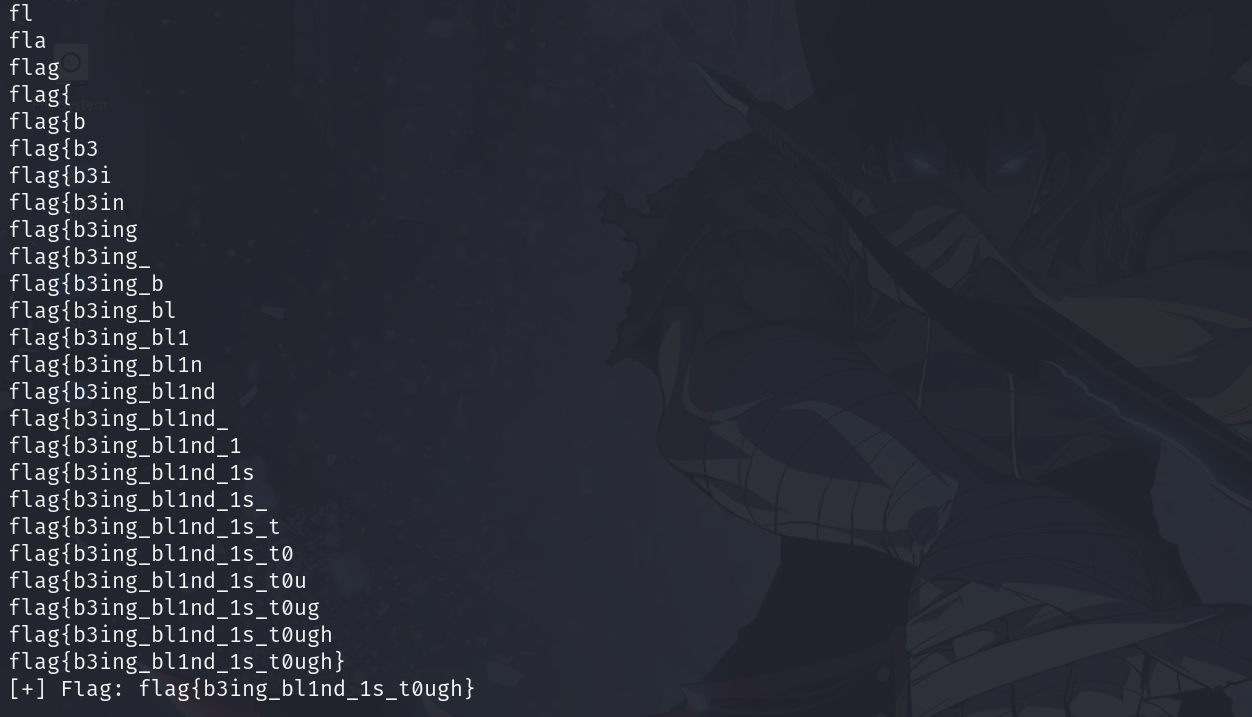 fl
fla
flag
flag{
flag{b
flag{b3
flag{b3i
flag{b3in
flag{b3ing
flag{b3ing_
flag{b3ing_b
flag{b3ing_bl
flag{b3ing_bl1
flag{b3ing_bl1n
flag{b3ing_bl1nd
flag{b3ing_bl1nd_
flag{b3ing_bl1nd_1
flag{b3ing_bl1nd_1s
flag{b3ing_bl1nd_1s_
flag{b3ing_bl1nd_1s_t
flag{b3ing_bl1nd_1s_t0
flag{b3ing_bl1nd_1s_t0u
flag{b3ing_bl1nd_1s_t0ug
flag{b3ing_bl1nd_1s_t0ugh
flag{b3ing_bl1nd_1s_t0ugh}
[+] Flag: flag{b3ing_bl1nd_1s_t0ugh}